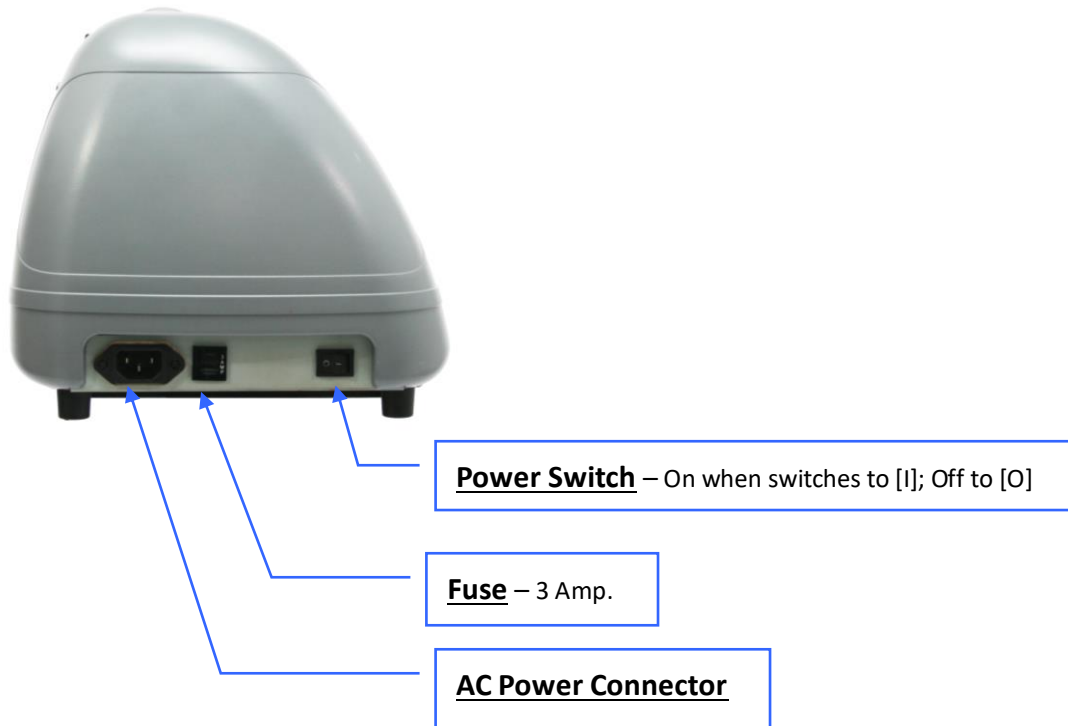 Power Switch – On when switches to [I]; Off to [O]
Fuse – 3 Amp.
AC Power Connector